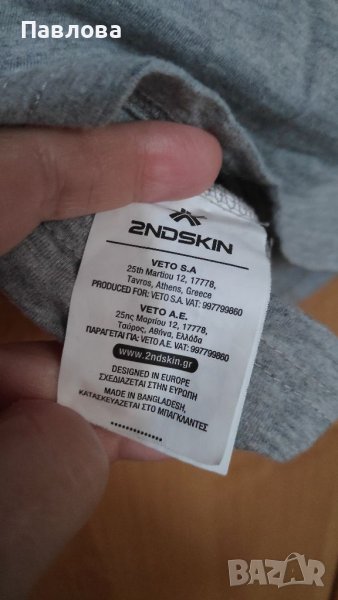 Павлова
2NDSKIN
VETO S.A
25th Martiou 12, 17778,
Tavros, Athens, Greece
PRODUCED FOR: VETO S.A. VAT: 997799860
VETO A.E.
25ης Μαρτίου 12, 17778,
Ταύρος, Αθήνα, Ελλάδα
ΠΑΡΑΓΕΤΑΙ ΓΙΑ: VETO A.E. VAT: 997799860
www.2ndskin.gr
DESIGNED IN EUROPE
ΣΧΕΔΙΑΖΕΤΑΙ ΣΤΗΝ ΕΥΡΩΠΗ
MADE IN BANGLADESH,
ΚΑΤΑΣΚΕΥΑΖΕΤΑΙ ΣΤΟ ΜΠΑΓΚΛΑΝΤΕΣ
.............
BAZAR